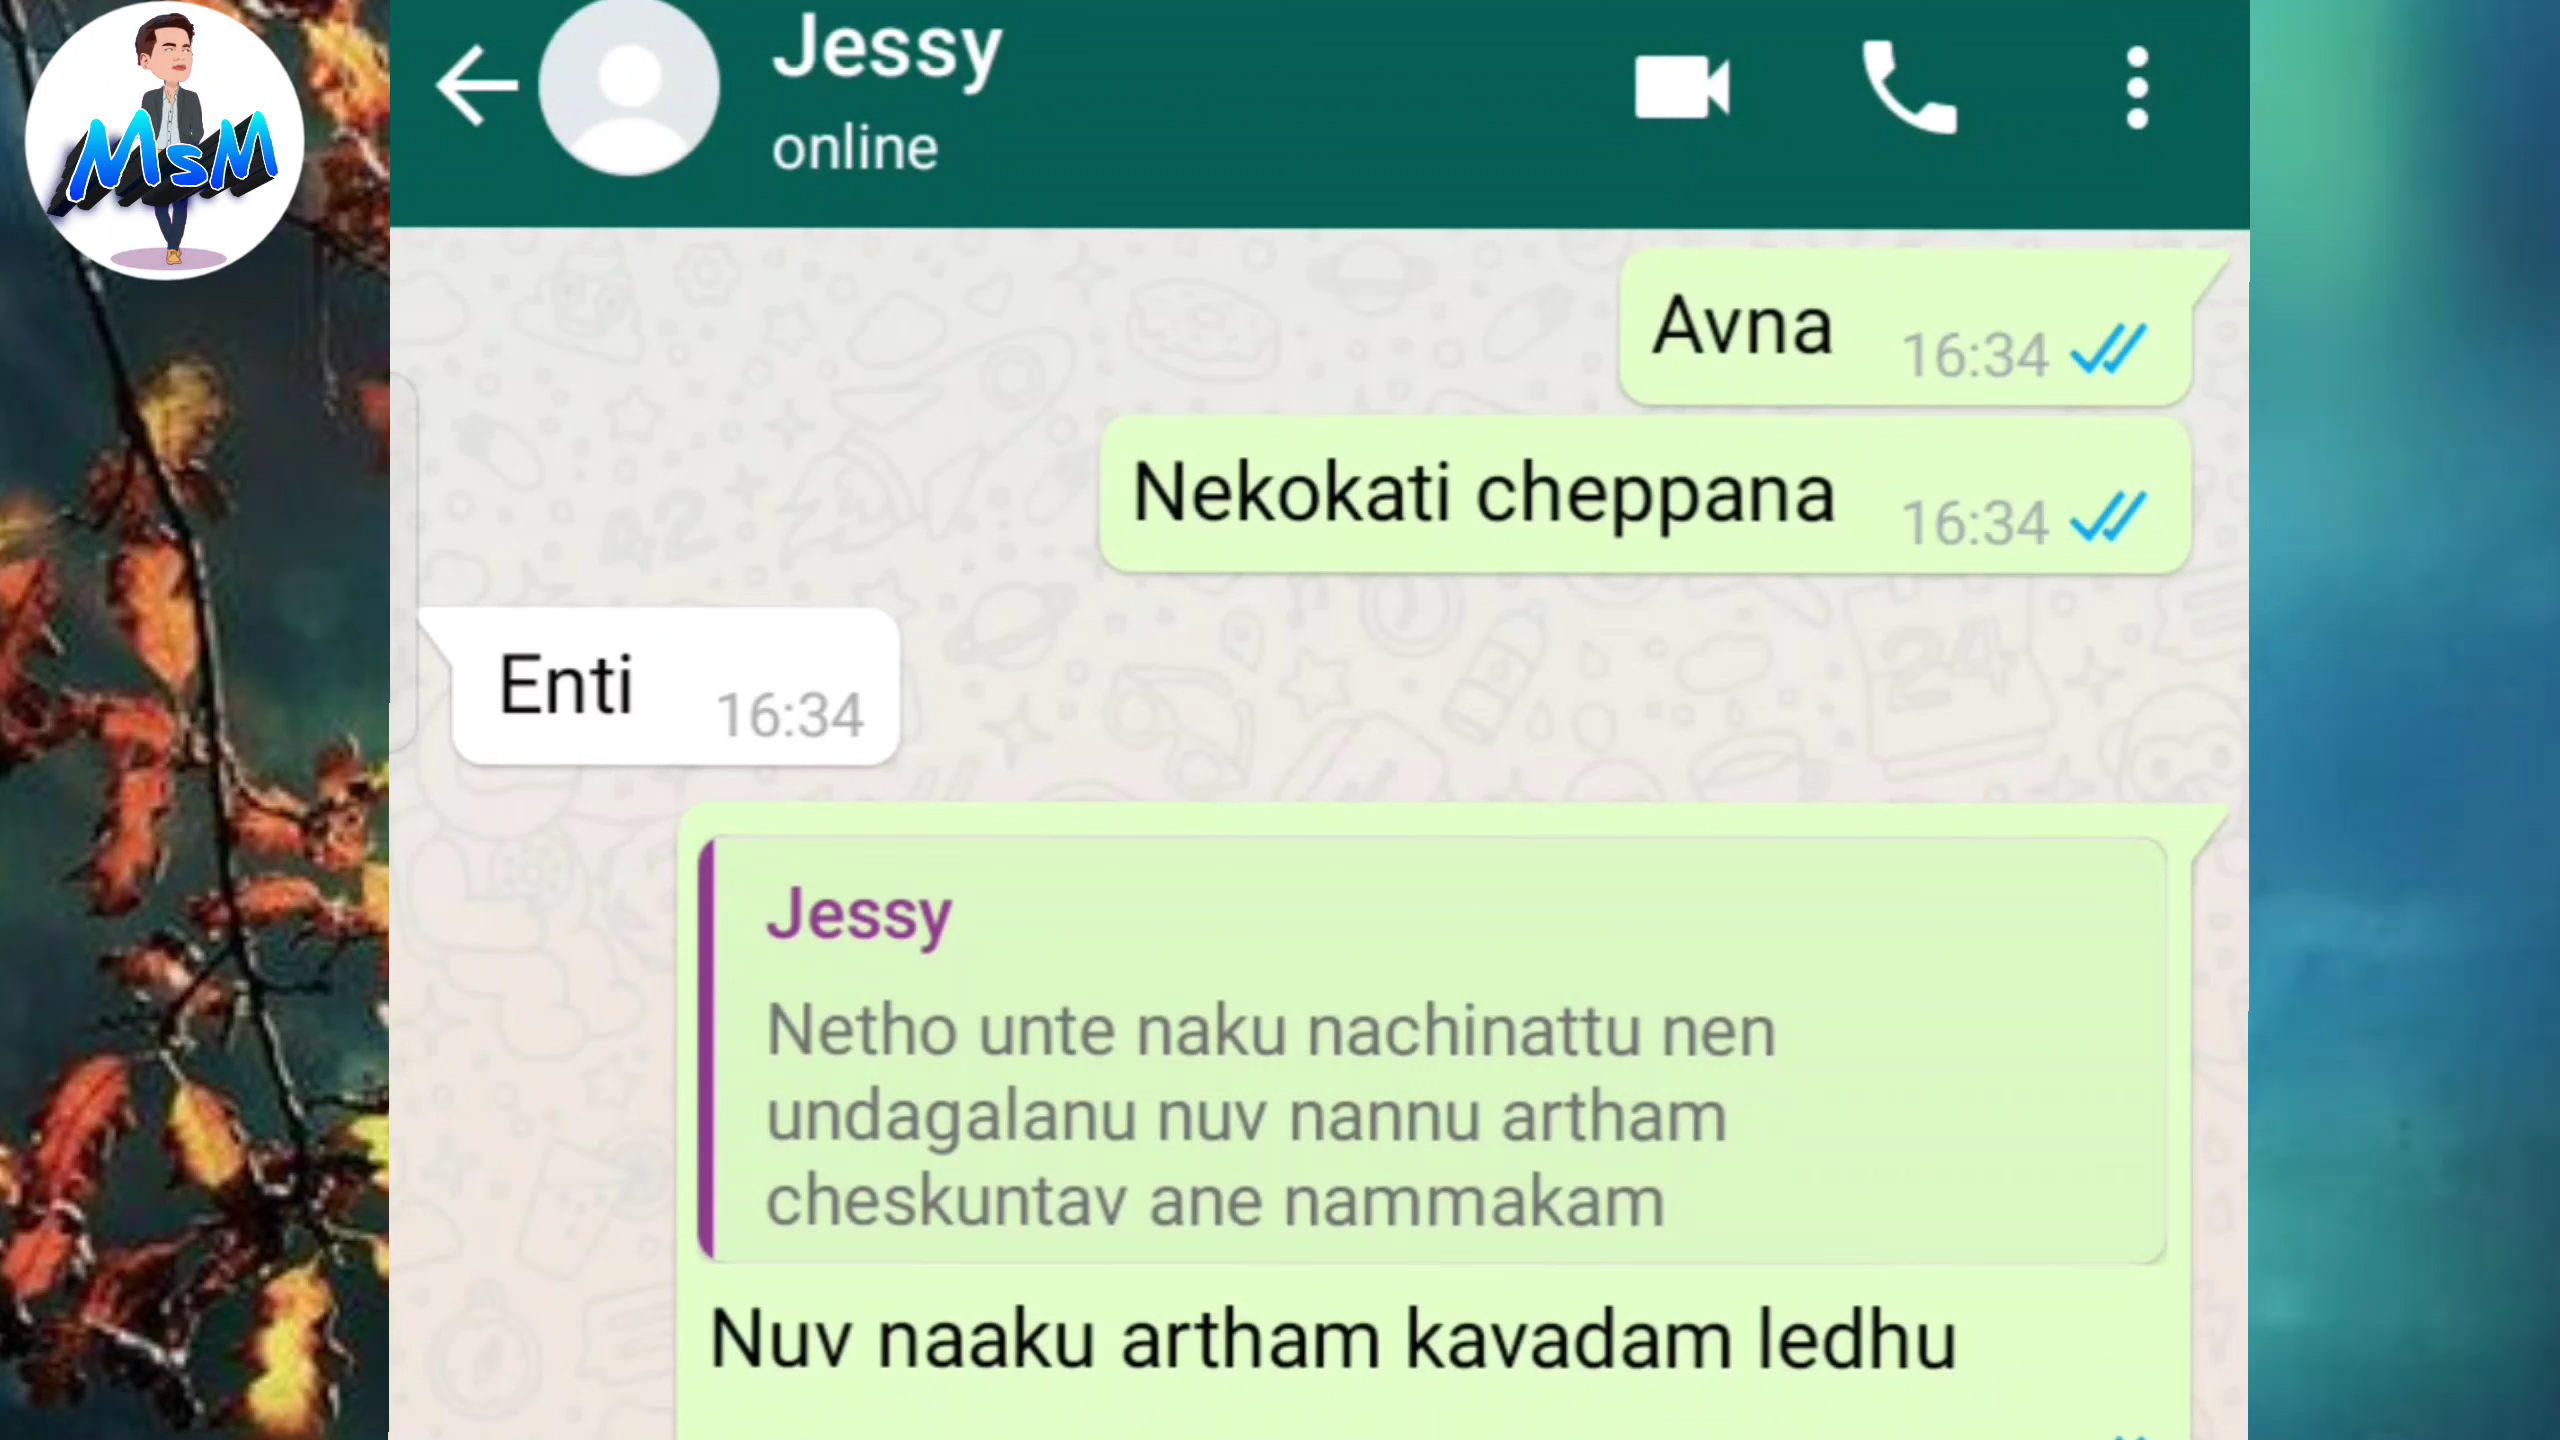 MsM
Jessy
online
Avna
16:34
Nekokati cheppana
16:34
Enti
16:34
Jessy
Netho unte naku nachinattu nen
undagalanu nuv nannu artham
cheskuntav ane nammakam
Nuv naaku artham kavadam ledhu